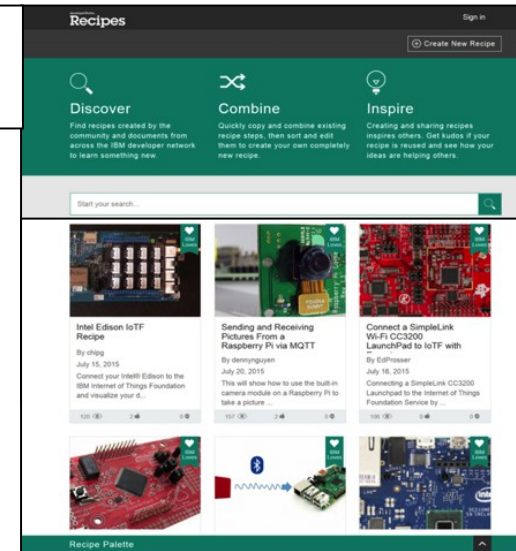 Recipes
Sign in
Create New Recipe
Discover
Find recipes created by the
community and documents from
across the IBM developer network
to learn something new.
Combine
Quickly copy and combine existing
recipe steps, then sort and edit
them to create your own completely
new recipe.
Inspire
Creating and sharing recipes
inspires others. Get kudos if your
recipe is reused and see how your
ideas are helping others.
Start your search...
IBM
Loves
IBM
Loves
IBM
Loves
Intel Edison IoTF
Recipe
By chipg
July 15, 2015
Connect your Intel® Edison to the
IBM Internet of Things Foundation
and visualize your d...
120
2
0
Sending and Receiving
Pictures From a
Raspberry Pi via MQTT
By dennynguyen
July 20, 2015
This will show how to use the built-in
camera module on a Raspberry Pi to
take a picture ...
157
2
0
Connect a SimpleLink
Wi-Fi CC3200
LaunchPad to IoTF with
By EdProsser
July 16, 2015
Connecting a SimpleLink CC3200
Launchpad to the Internet of Things
Foundation Service by ...
0
0
IBM
Loves
IBM
Loves
IBM
Loves
Recipe Palette